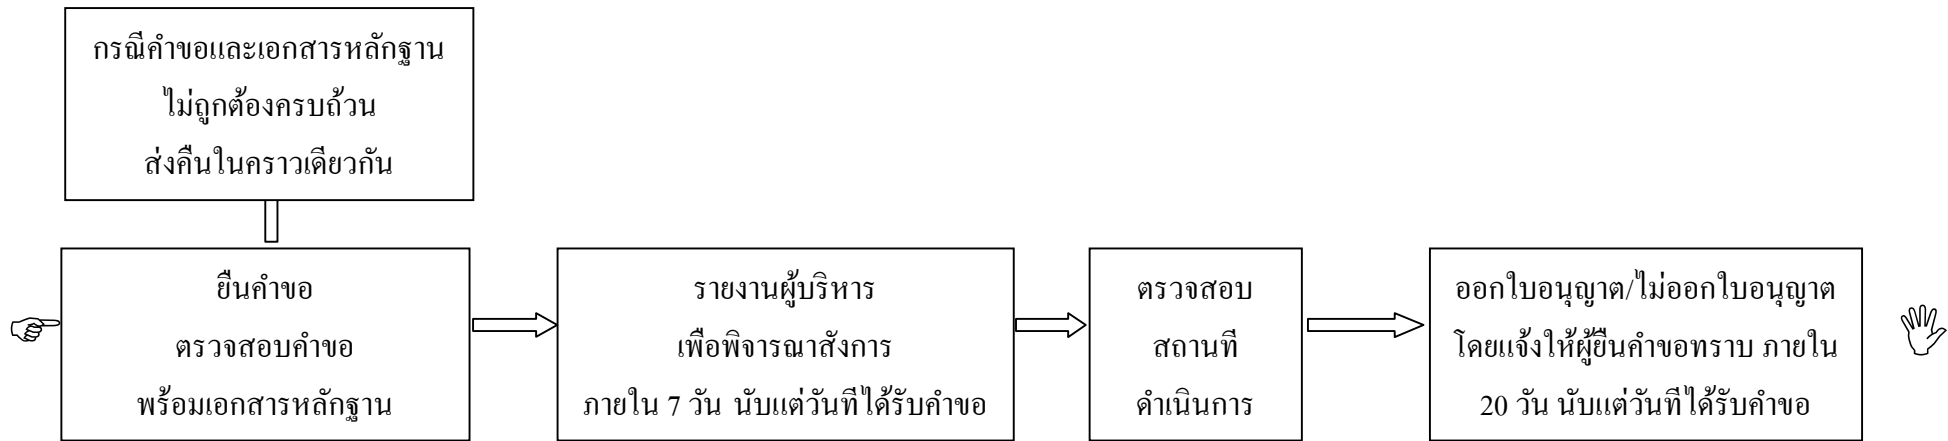 กรณีคำขอและเอกสารหลักฐาน
ไม่ถูกต้องครบถ้วน
ส่งคืนในคราวเดียวกัน
ยื่นคำขอ
ตรวจสอบคำขอ
พร้อมเอกสารหลักฐาน
รายงานผู้บริหาร
เพื่อพิจารณาสั่งการ
ภายใน 7 วัน นับแต่วันที่ได้รับคำขอ
ตรวจสอบ
สถานที่
ดำเนินการ
ออกใบอนุญาต/ไม่ออกใบอนุญาต
โดยแจ้งให้ผู้ยื่นคำขอทราบ ภายใน
20 วัน นับแต่วันที่ได้รับคำขอ